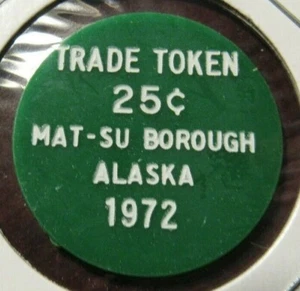 TRADE TOKEN
25¢
MAT-SU BOROUGH
ALASKA
1972